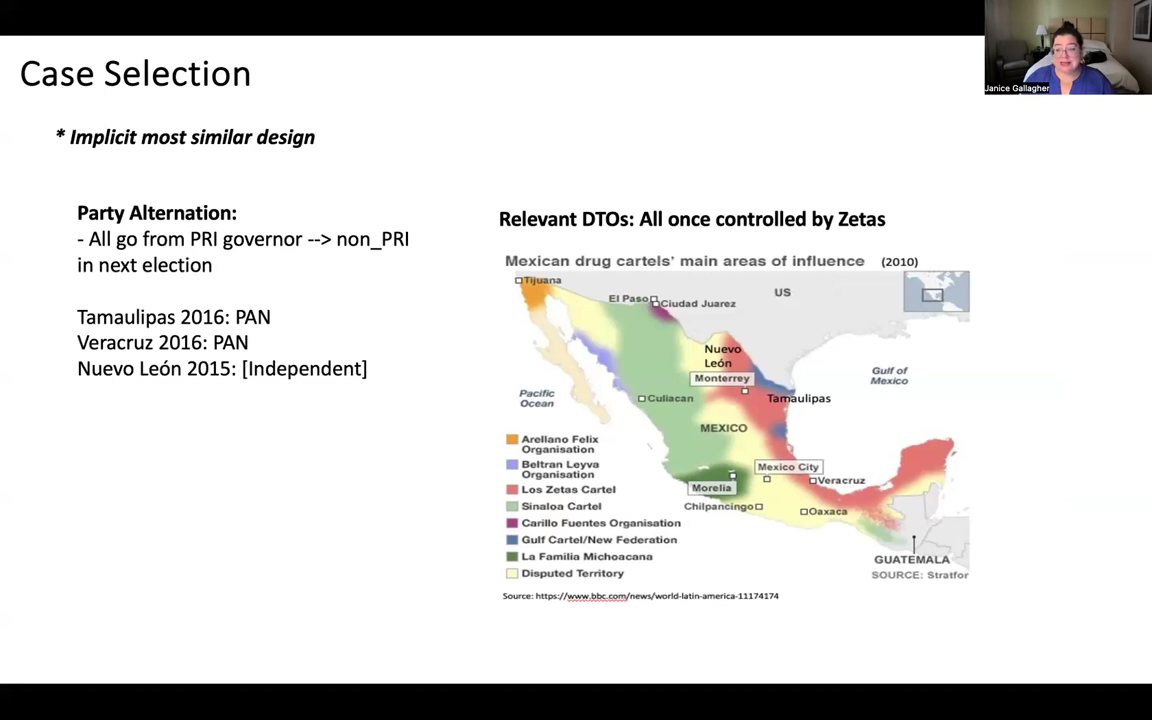 Case Selection
Janice Gallagher
* Implicit most similar design
Party Alternation:
- All go from PRI governor --> non_PRI
in next election
Tamaulipas 2016: PAN
Veracruz 2016: PAN
Nuevo León 2015: [Independent]
Relevant DTOs: All once controlled by Zetas
Mexican drug cartels' main areas of influence (2010)
Tijuana
El Paso
Ciudad Juarez
US
Nuevo
León
Monterrey
Gulf of
Mexico
Pacific
Ocean
Culiacan
Tamaulipas
MEXICO
Mexico City
Veracruz
Morelia
Chilpancingo
Oaxaca
GUATEMALA
SOURCE: Stratfor
Arellano Felix
Organisation
Beltran Leyva
Organisation
Los Zetas Cartel
Sinaloa Cartel
Carillo Fuentes Organisation
Gulf Cartel/New Federation
La Familia Michoacana
Disputed Territory
Source: https://www.bbc.com/news/world-latin-america-11174174